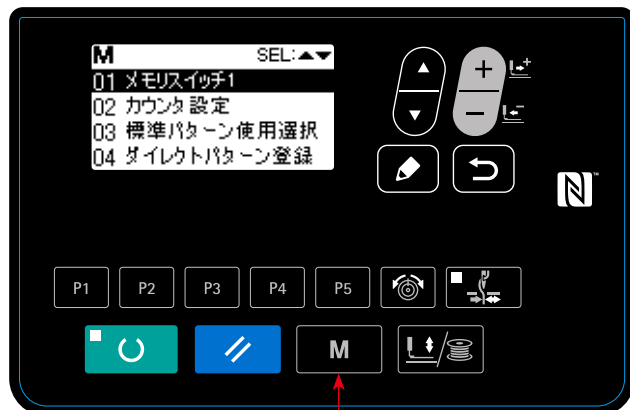 M SEL:▲▼
01 メモリスイッチ1
02 カウンタ設定
03 標準パターン使用選択
04 ダイレクトパターン登録
P1 P2 P3 P4 P5
M